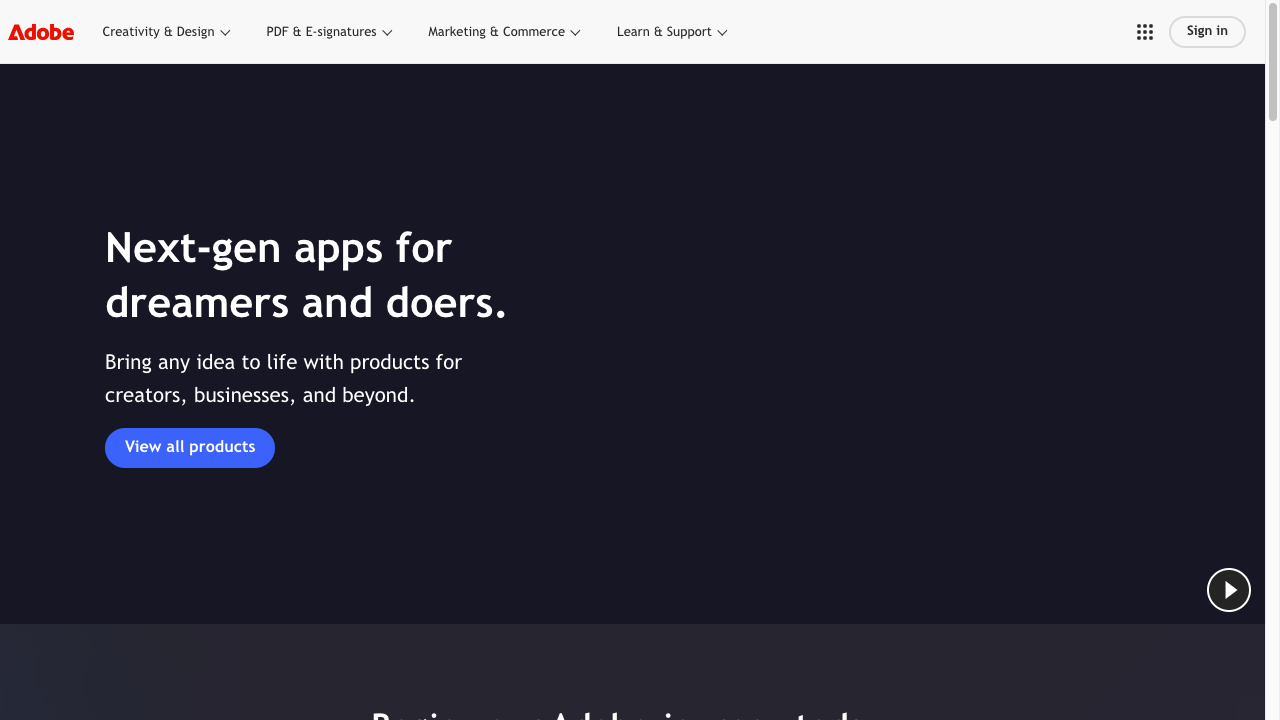 Adobe
Creativity & Design
PDF & E-signatures
Marketing & Commerce
Learn & Support
Sign in
Next-gen apps for
dreamers and doers.
Bring any idea to life with products for
creators, businesses, and beyond.
View all products